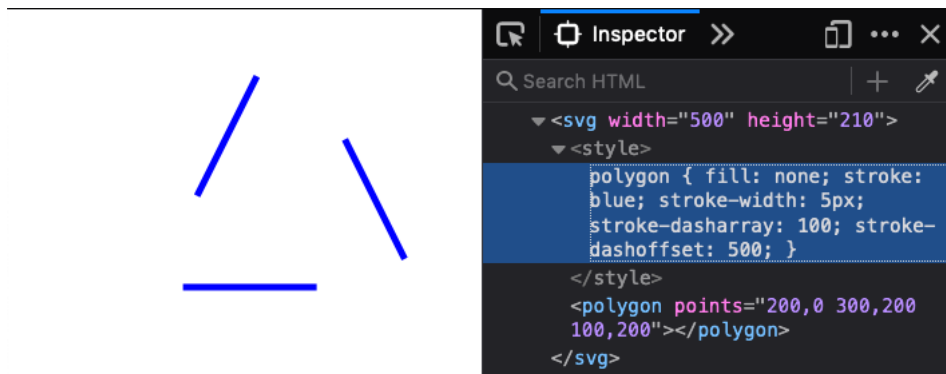 Inspector
Search HTML
<svg width="500" height="210">
<style>
polygon { fill: none; stroke:
blue; stroke-width: 5px;
stroke-dasharray: 100; stroke-
dashoffset: 500; }
</style>
<polygon points="200,0 300,200
100,200"></polygon>
</svg>